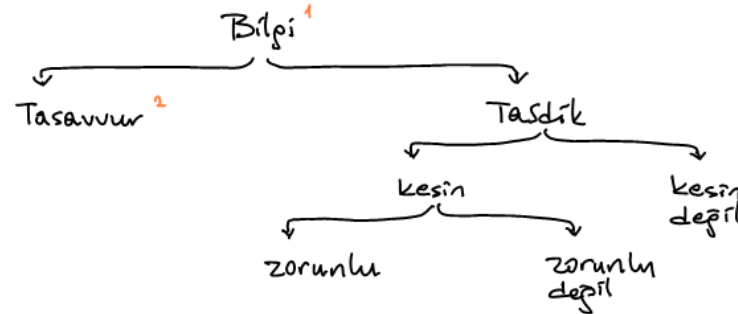 Bilgi 1
Tasavvur 2
Tasdik
kesin
kesin
değil
zorunlu
zorunlu
değil